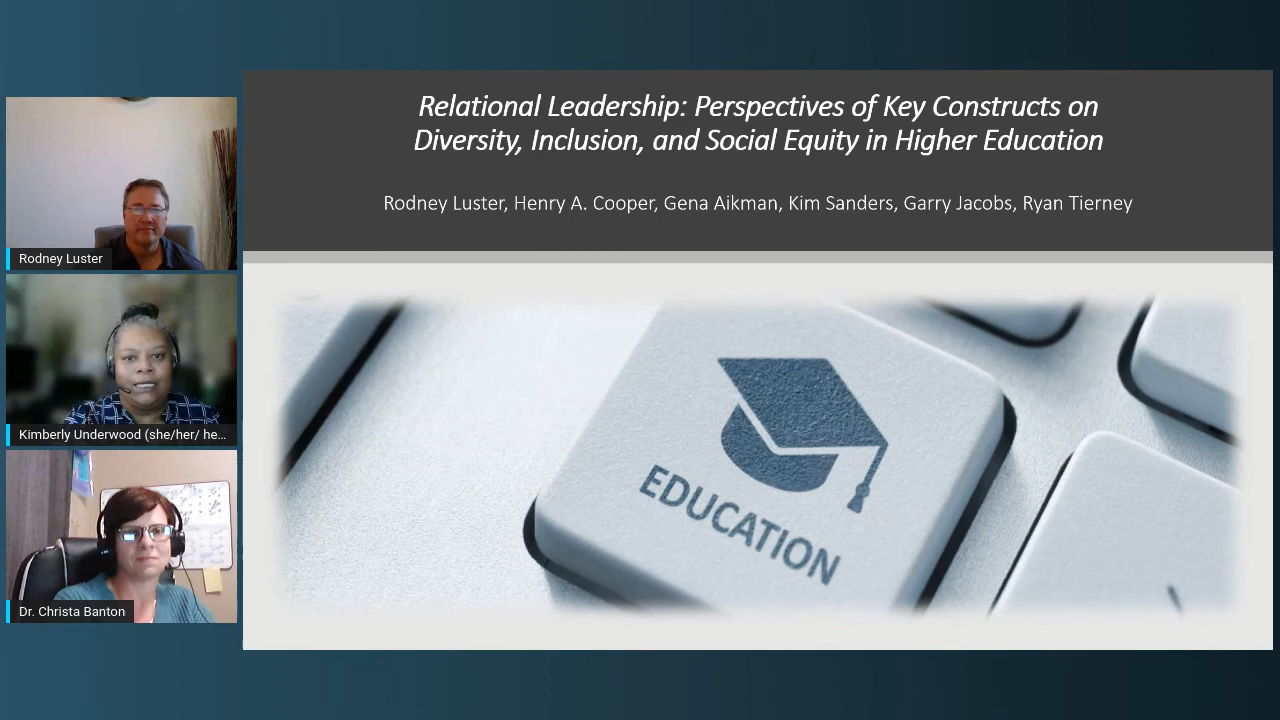 Relational Leadership: Perspectives of Key Constructs on
Diversity, Inclusion, and Social Equity in Higher Education
Rodney Luster, Henry A. Cooper, Gena Aikman, Kim Sanders, Garry Jacobs, Ryan Tierney
Rodney Luster
Kimberly Underwood (she/her/ he...
Dr. Christa Banton
EDUCATION